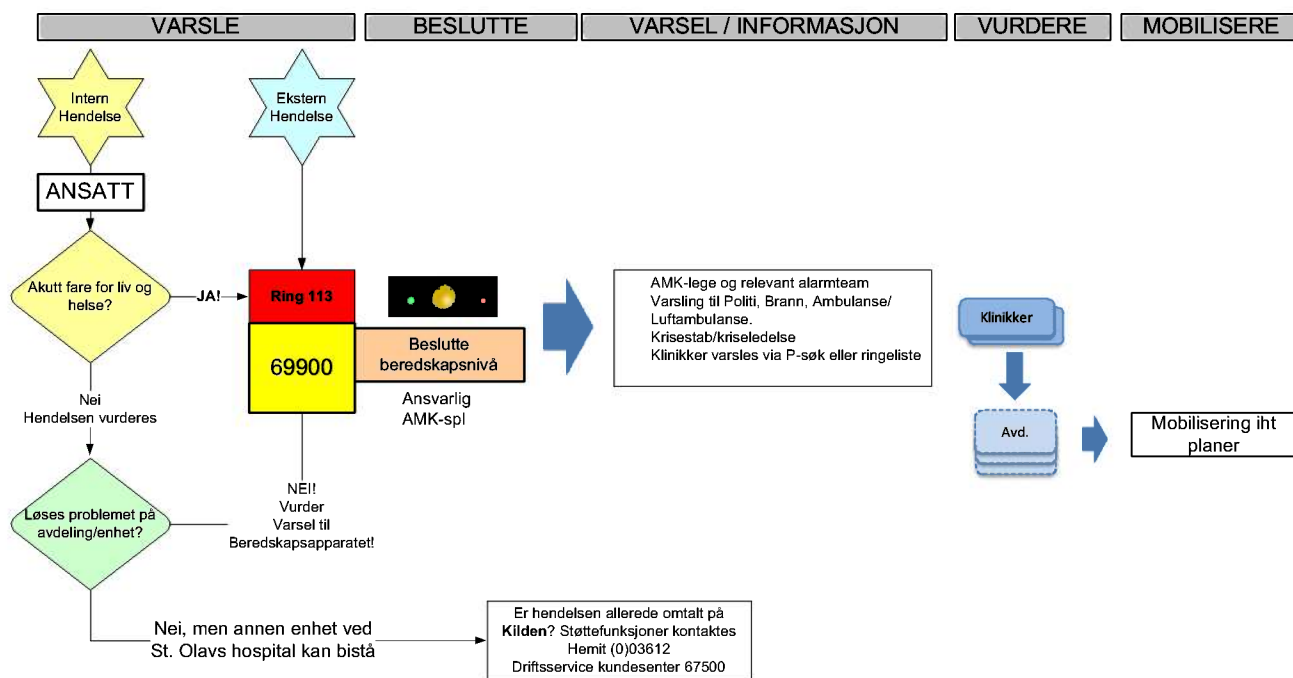 VARSLE
BESLUTTE
VARSEL / INFORMASJON
VURDERE
MOBILISERE
Intern
Hendelse
Ekstern
Hendelse
ANSATT
Akutt fare for liv og
helse?
JA!
Ring 113
69900
Beslutte
beredskapsnivå
Ansvarlig
AMK-spl
AMK-lege og relevant alarmteam
Varsling til Politi, Brann, Ambulanse/
Luftambulanse.
Krisestab/kriseledelse
Klinikker varsles via P-søk eller ringeliste
Klinikker
Avd.
Mobilisering iht
planer
Nei
Hendelsen vurderes
Løses problemet på
avdeling/enhet?
NEI!
Vurder
Varsel til
Beredskapsapparatet!
Nei, men annen enhet ved
St. Olavs hospital kan bistå
Er hendelsen allerede omtalt på
Kilden? Støttefunksjoner kontaktes
Hemit (0)03612
Driftsservice kundesenter 67500